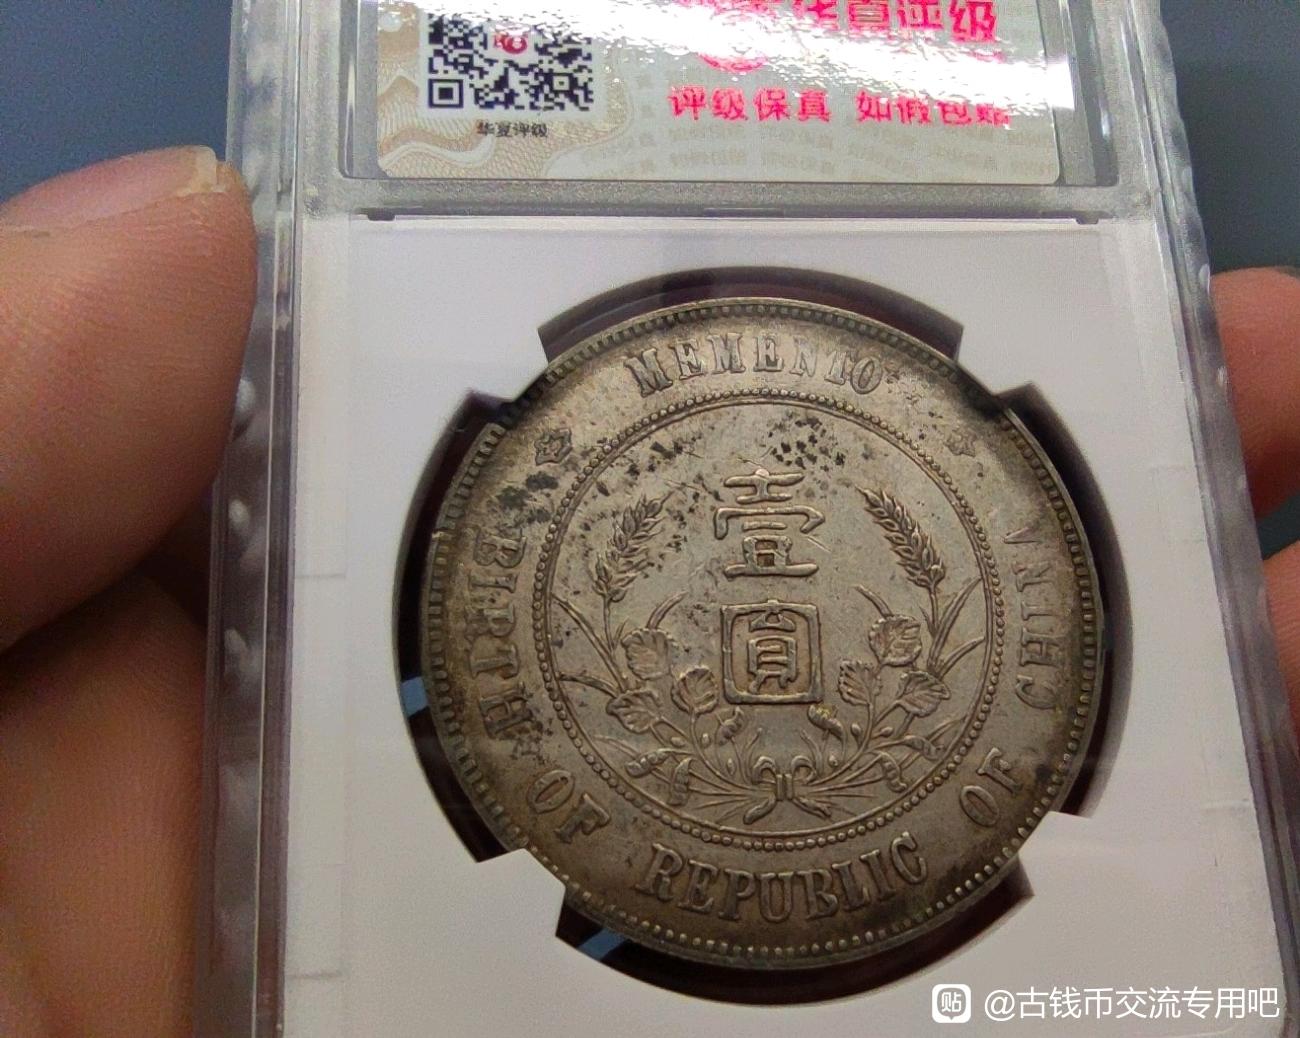 华夏评级
评级保真 如假包赔
MEMENTO
BIRTH OF REPUBLIC OF CHINA
壹
圓
贴 @古钱币交流专用吧